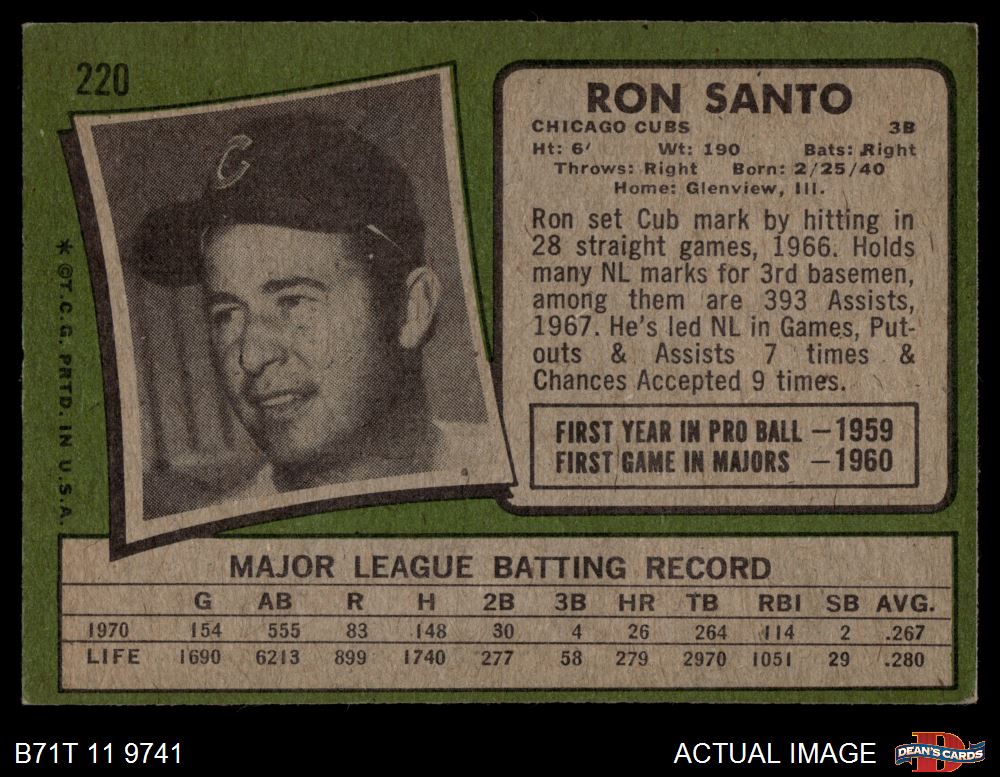 220
RON SANTO
CHICAGO CUBS 3B
Ht: 6' Wt: 190 Bats: Right
Throws: Right Born: 2/25/40
Home: Glenview, Ill.
Ron set Cub mark by hitting in
28 straight games, 1966. Holds
many NL marks for 3rd basemen,
among them are 393 Assists,
1967. He's led NL in Games, Put-
outs & Assists 7 times &
Chances Accepted 9 times.
FIRST YEAR IN PRO BALL —1959
FIRST GAME IN MAJORS —1960
C
* ©T.C.G. PRTD. IN U.S.A.
MAJOR LEAGUE BATTING RECORD
G AB R H 2B 3B HR TB RBI SB AVG.
1970 154 555 83 148 30 4 26 264 114 2 .267
LIFE 1690 6213 899 1740 277 58 279 2970 1051 29 .280
B71T 11 9741
ACTUAL IMAGE
D
DEAN'S CARDS